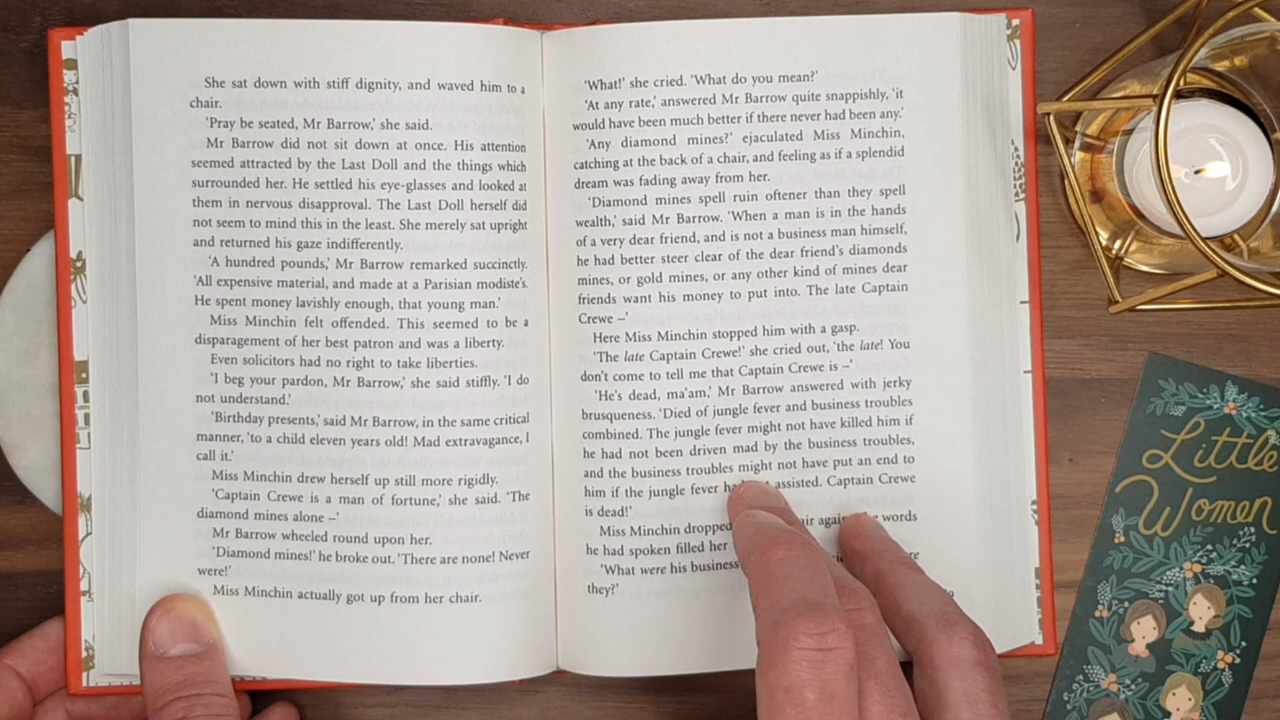 She sat down with stiff dignity, and waved him to a
chair.
‘Pray be seated, Mr Barrow,’ she said.
Mr Barrow did not sit down at once. His attention
seemed attracted by the Last Doll and the things which
surrounded her. He settled his eye-glasses and looked at
them in nervous disapproval. The Last Doll herself did
not seem to mind this in the least. She merely sat upright
and returned his gaze indifferently.
‘A hundred pounds,’ Mr Barrow remarked succinctly.
‘All expensive material, and made at a Parisian modiste’s.
He spent money lavishly enough, that young man.’
Miss Minchin felt offended. This seemed to be a
disparagement of her best patron and was a liberty.
Even solicitors had no right to take liberties.
‘I beg your pardon, Mr Barrow,’ she said stiffly. ‘I do
not understand.’
‘Birthday presents,’ said Mr Barrow, in the same critical
manner, ‘to a child eleven years old! Mad extravagance, I
call it.’
Miss Minchin drew herself up still more rigidly.
‘Captain Crewe is a man of fortune,’ she said. ‘The
diamond mines alone –’
Mr Barrow wheeled round upon her.
‘Diamond mines!’ he broke out. ‘There are none! Never
were!’
Miss Minchin actually got up from her chair.
‘What!’ she cried. ‘What do you mean?’
‘At any rate,’ answered Mr Barrow quite snappishly, ‘it
would have been much better if there never had been any.’
‘Any diamond mines?’ ejaculated Miss Minchin,
catching at the back of a chair, and feeling as if a splendid
dream was fading away from her.
‘Diamond mines spell ruin oftener than they spell
wealth,’ said Mr Barrow. ‘When a man is in the hands
of a very dear friend, and is not a business man himself,
he had better steer clear of the dear friend’s diamonds
mines, or gold mines, or any other kind of mines dear
friends want his money to put into. The late Captain
Crewe –’
Here Miss Minchin stopped him with a gasp.
‘The late Captain Crewe!’ she cried out, ‘the late! You
don’t come to tell me that Captain Crewe is –’
‘He’s dead, ma’am,’ Mr Barrow answered with jerky
brusqueness. ‘Died of jungle fever and business troubles
combined. The jungle fever might not have killed him if
he had not been driven mad by the business troubles,
and the business troubles might not have put an end to
him if the jungle fever assisted. Captain Crewe
is dead!’
Miss Minchin dropped words
he had spoken filled her
‘What were his business
they?’
Little
Women